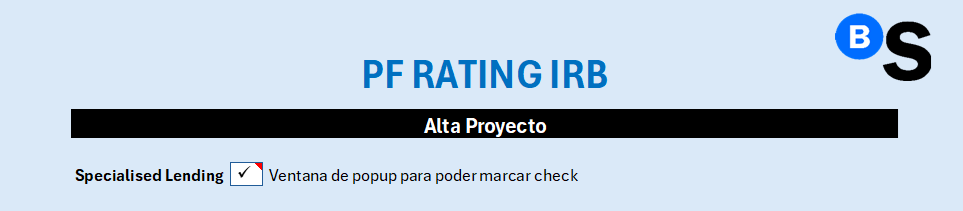 BS
PF RATING IRB
Alta Proyecto
Specialised Lending ✓ Ventana de popup para poder marcar check